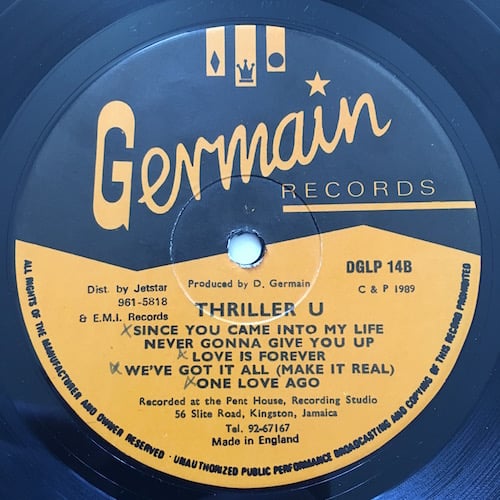 Germain
RECORDS
DGLP 14B
Dist. by Jetstar
961-5818
& E.M.I. Records
Produced by D. Germain
C & P 1989
THRILLER U
SINCE YOU CAME INTO MY LIFE
NEVER GONNA GIVE YOU UP
LOVE IS FOREVER
WE'VE GOT IT ALL (MAKE IT REAL)
ONE LOVE AGO
Recorded at the Pent House, Recording Studio
56 Slite Road, Kingston, Jamaica
Tel. 92-67167
Made in England
ALL RIGHTS OF THE MANUFACTURER AND OWNER RESERVED · UNAUTHORIZED PUBLIC PERFORMANCE BROADCASTING AND COPYING OF THIS RECORD PROHIBITED